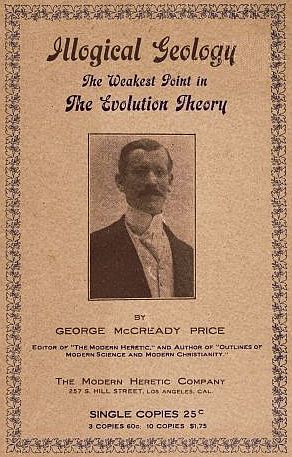 Illogical Geology
The Weakest Point in
The Evolution Theory
BY
GEORGE McCREADY PRICE
EDITOR OF "THE MODERN HERETIC," AND AUTHOR OF "OUTLINES OF
MODERN SCIENCE AND MODERN CHRISTIANITY."
THE MODERN HERETIC COMPANY
257 S. HILL STREET, LOS ANGELES, CAL.
SINGLE COPIES 25c
3 COPIES 60c. 10 COPIES $1.75